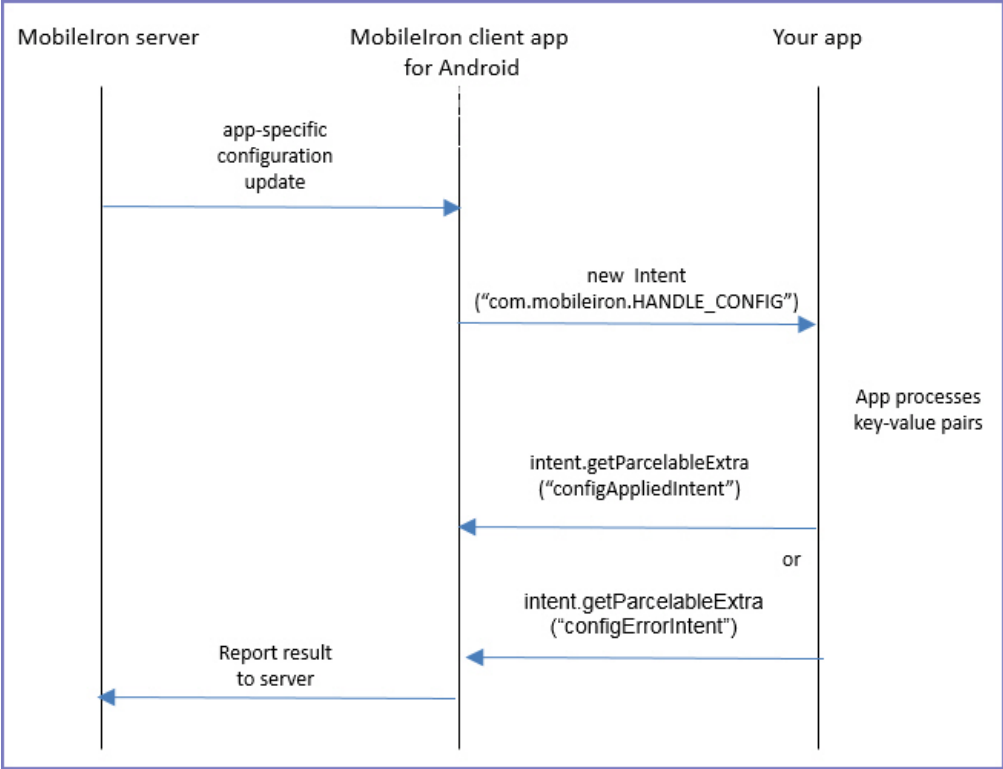 MobileIron server
MobileIron client app
for Android
Your app
app-specific
configuration
update
new Intent
(“com.mobileiron.HANDLE_CONFIG”)
App processes
key-value pairs
intent.getParcelableExtra
(“configAppliedIntent”)
or
intent.getParcelableExtra
(“configErrorIntent”)
Report result
to server